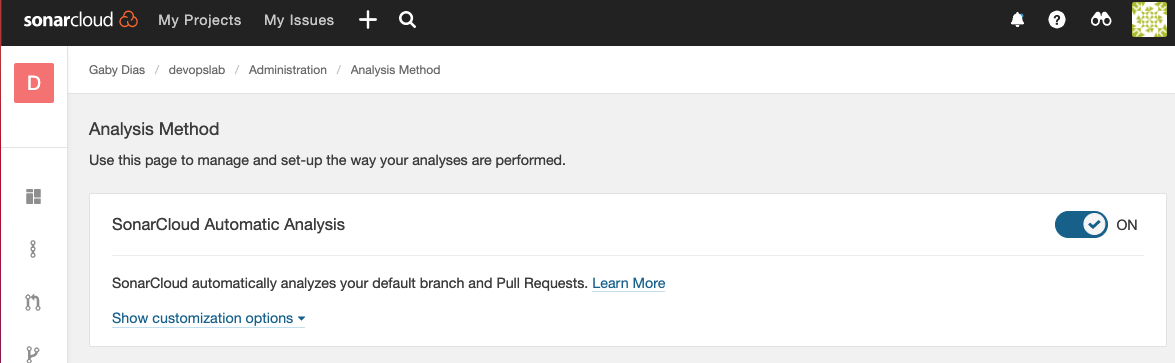 sonarcloud My Projects My Issues
D
Gaby Dias / devopslab / Administration / Analysis Method
Analysis Method
Use this page to manage and set-up the way your analyses are performed.
SonarCloud Automatic Analysis
ON
SonarCloud automatically analyzes your default branch and Pull Requests. Learn More
Show customization options